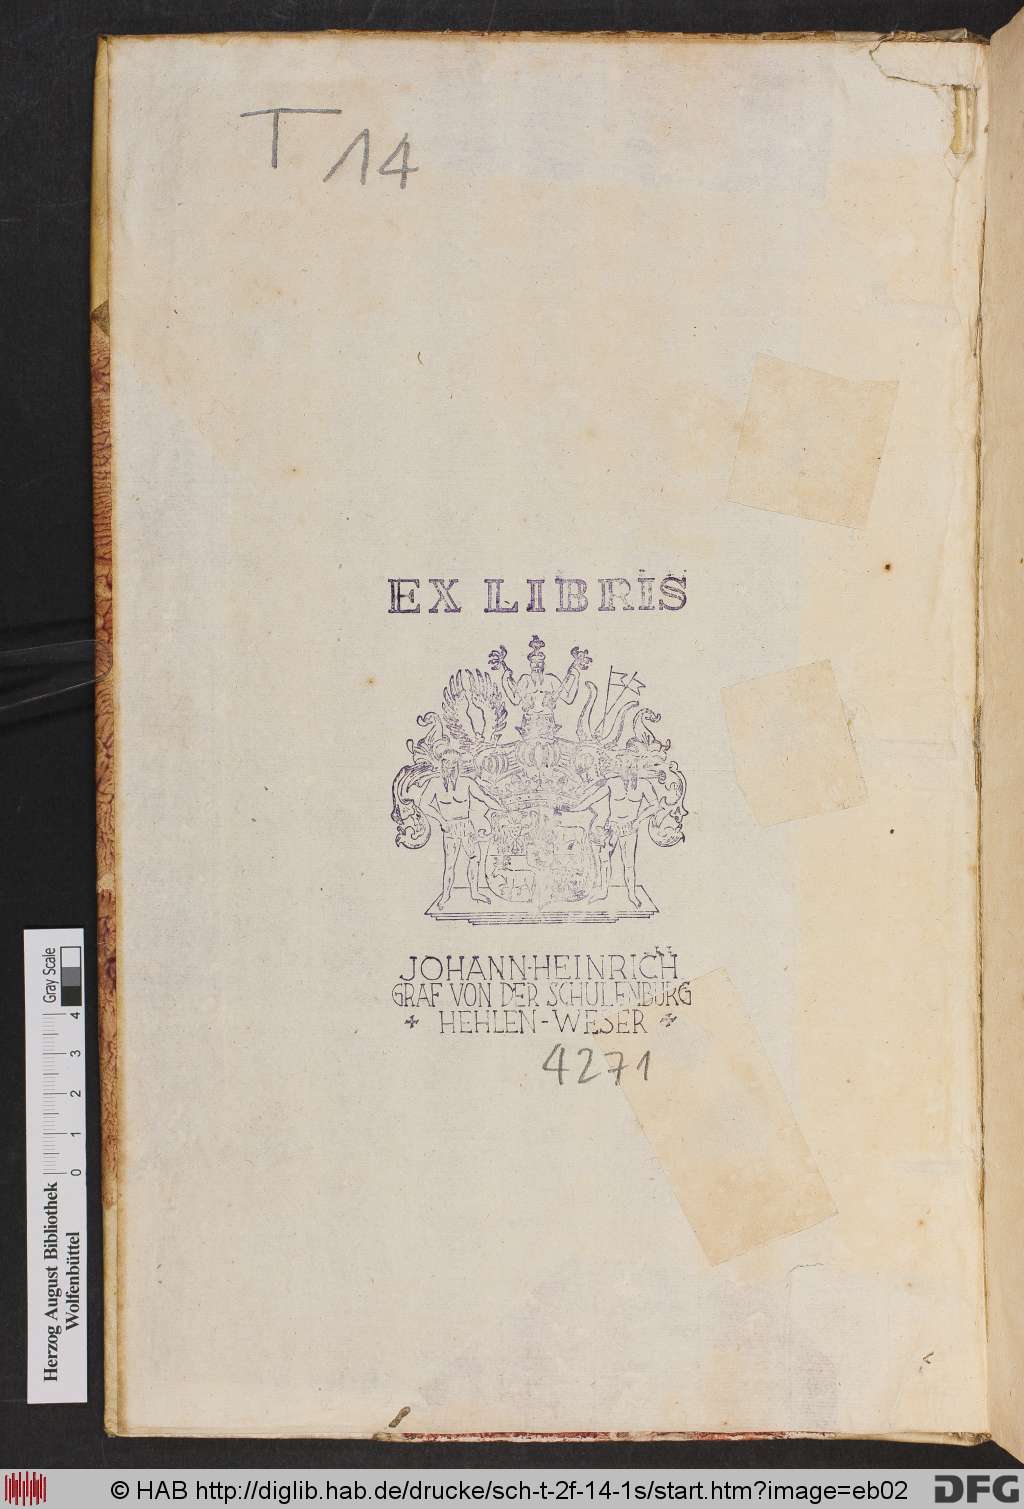 T 14
EX LIBRIS
JOHANN·HEINRICH
GRAF VON DER SCHULENBURG
HEHLEN-WESER
4271
Herzog August Bibliothek
Wolfenbüttel
0 1 2 3 4
Gray Scale
© HAB http://diglib.hab.de/drucke/sch-t-2f-14-1s/start.htm?image=eb02
DFG